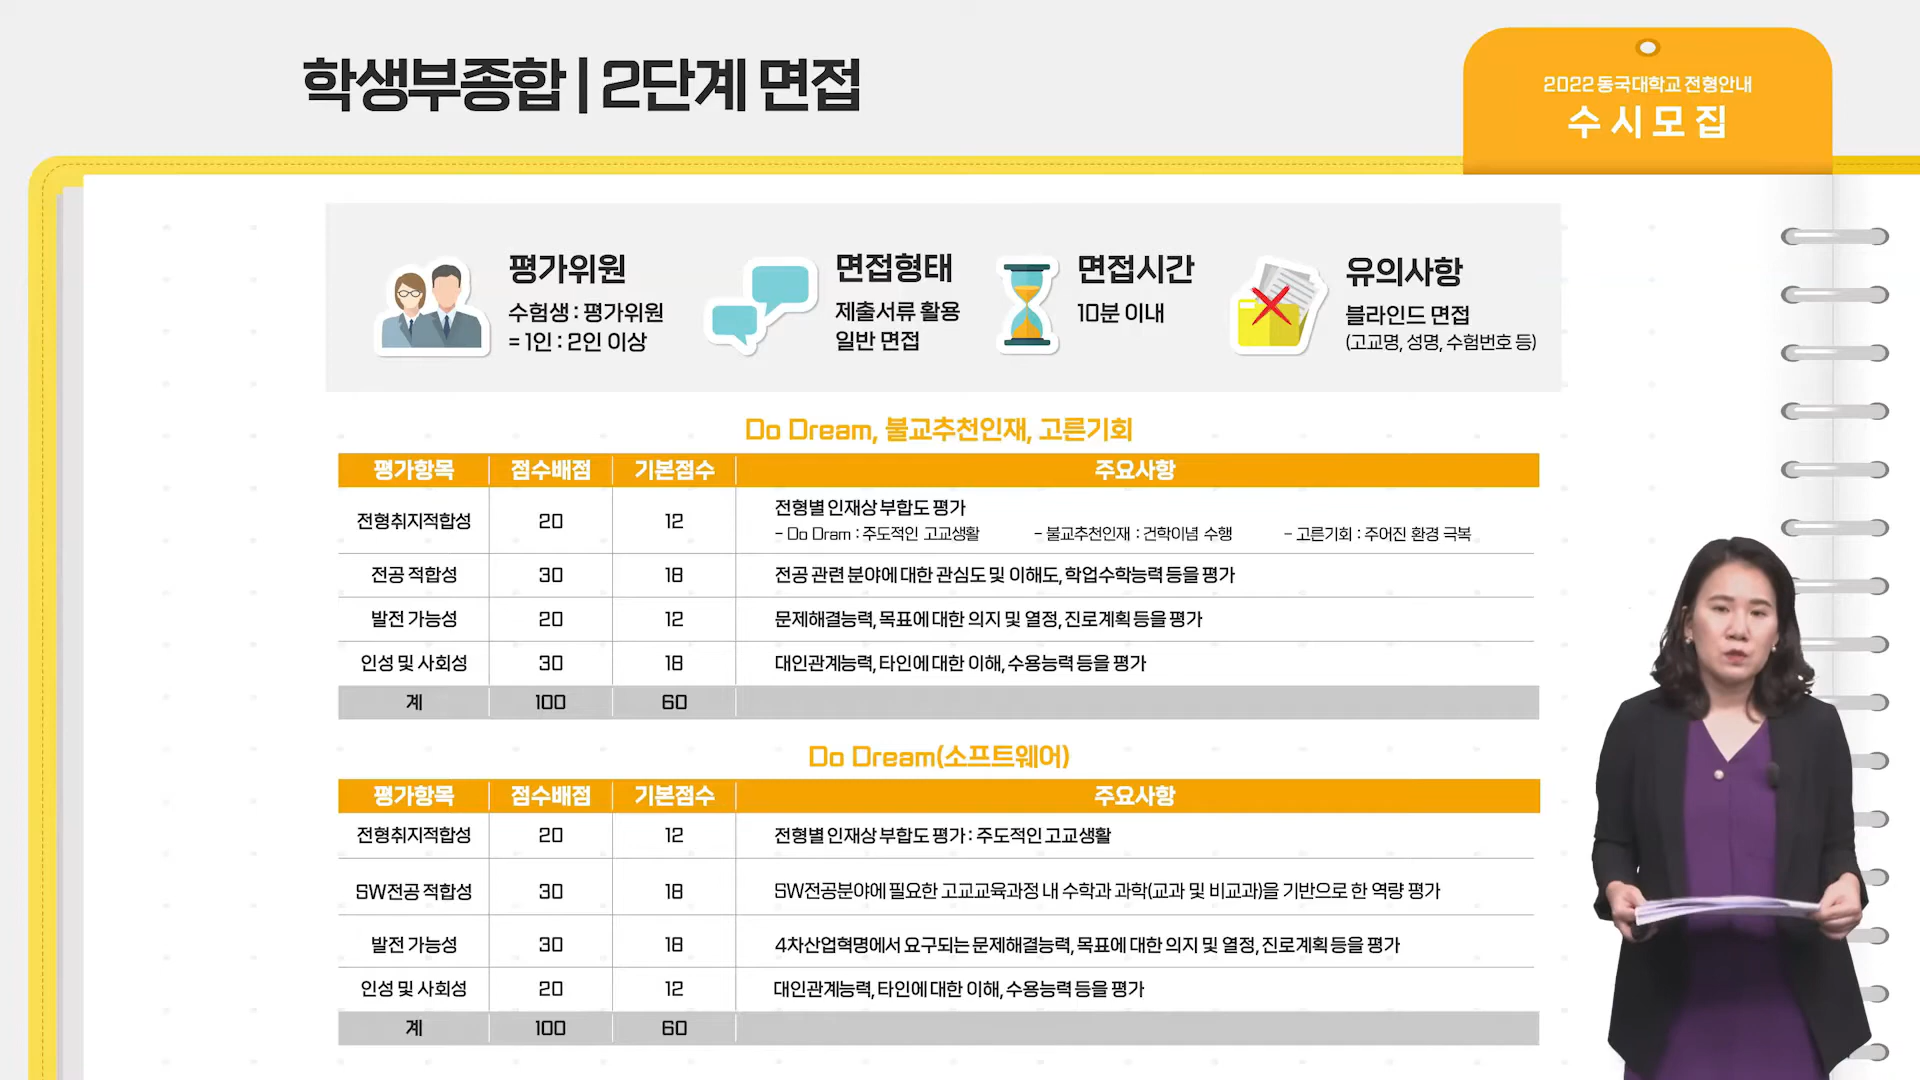 학생부종합 | 2단계 면접
2022 동국대학교 전형안내
수시모집
평가위원
수험생 : 평가위원
= 1인 : 2인 이상
면접형태
제출서류 활용
일반 면접
면접시간
10분 이내
유의사항
블라인드 면접
(고교명, 성명, 수험번호 등)
Do Dream, 불교추천인재, 고른기회
평가항목 점수배점 기본점수 주요사항
전형취지적합성 20 12 전형별 인재상 부합도 평가
- Do Dram : 주도적인 고교생활 - 불교추천인재 : 건학이념 수행 - 고른기회 : 주어진 환경 극복
전공 적합성 30 18 전공 관련 분야에 대한 관심도 및 이해도, 학업수학능력 등을 평가
발전 가능성 20 12 문제해결능력, 목표에 대한 의지 및 열정, 진로계획 등을 평가
인성 및 사회성 30 18 대인관계능력, 타인에 대한 이해, 수용능력 등을 평가
계 100 60
Do Dream(소프트웨어)
평가항목 점수배점 기본점수 주요사항
전형취지적합성 20 12 전형별 인재상 부합도 평가 : 주도적인 고교생활
SW전공 적합성 30 18 SW전공분야에 필요한 고교교육과정 내 수학과 과학(교과 및 비교과)을 기반으로 한 역량 평가
발전 가능성 30 18 4차산업혁명에서 요구되는 문제해결능력, 목표에 대한 의지 및 열정, 진로계획 등을 평가
인성 및 사회성 20 12 대인관계능력, 타인에 대한 이해, 수용능력 등을 평가
계 100 60